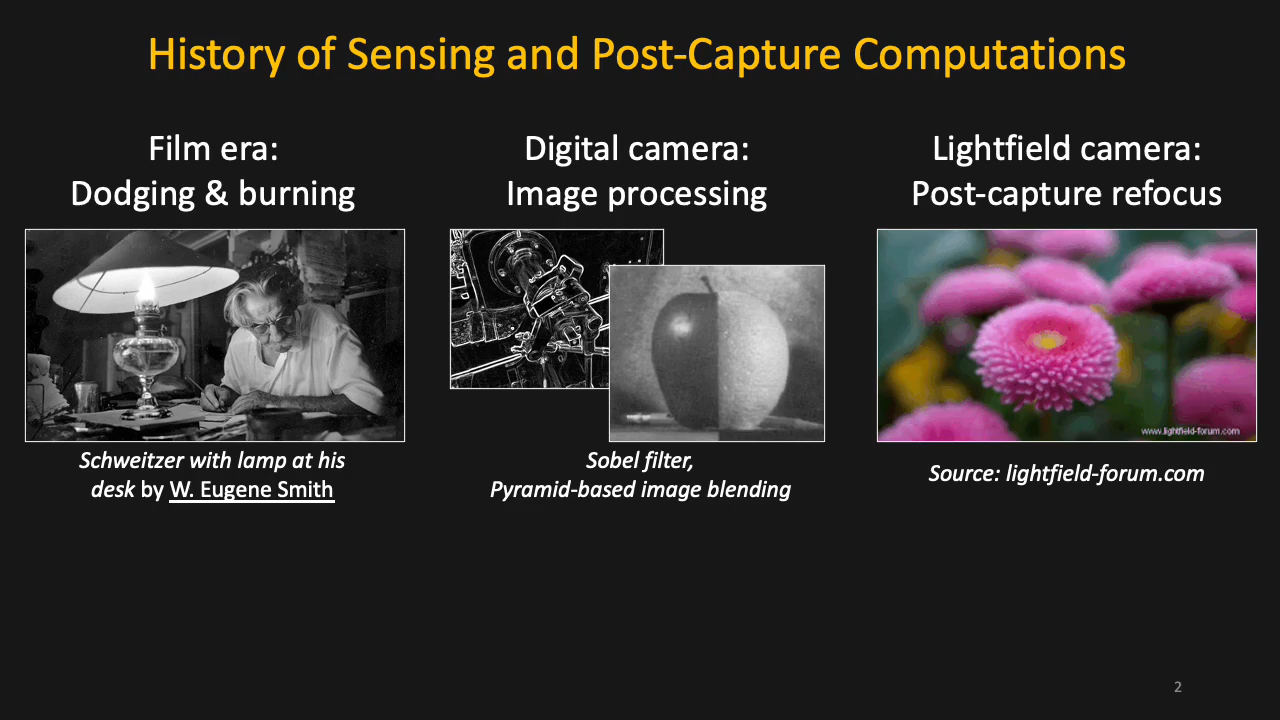 History of Sensing and Post-Capture Computations
Film era:
Dodging & burning
Schweitzer with lamp at his
desk by W. Eugene Smith
Digital camera:
Image processing
Sobel filter,
Pyramid-based image blending
Lightfield camera:
Post-capture refocus
www.lightfield-forum.com
Source: lightfield-forum.com
2